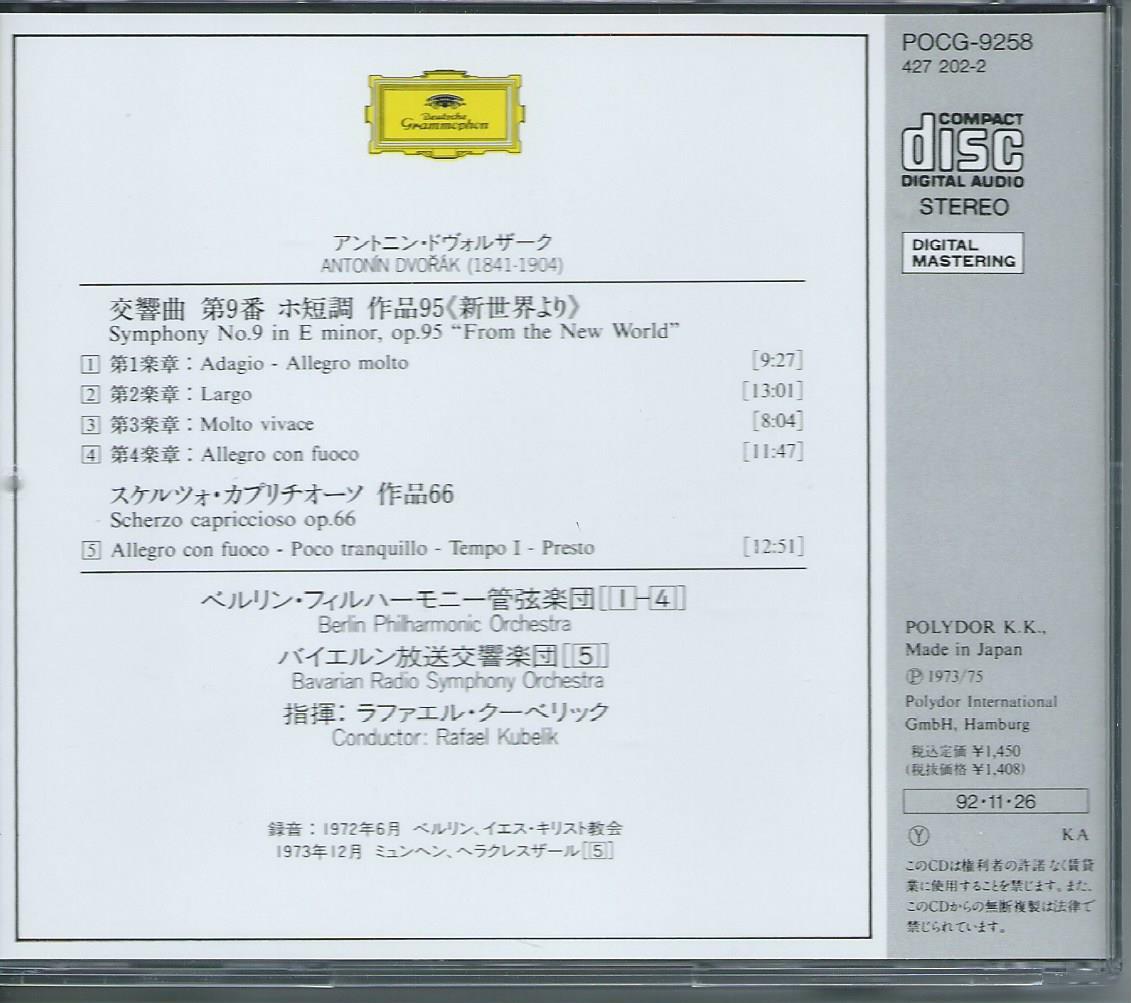 Deutsche
Grammophon
アントニン・ドヴォルザーク
ANTONÍN DVOŘÁK (1841-1904)
交響曲 第9番 ホ短調 作品95《新世界より》
Symphony No.9 in E minor, op.95 “From the New World”
1 第1楽章：Adagio - Allegro molto [9:27]
2 第2楽章：Largo [13:01]
3 第3楽章：Molto vivace [8:04]
4 第4楽章：Allegro con fuoco [11:47]
スケルツォ・カプリチオーソ 作品66
Scherzo capriccioso op.66
5 Allegro con fuoco - Poco tranquillo - Tempo I - Presto [12:51]
ベルリン・フィルハーモニー管弦楽団[1-4]
Berlin Philharmonic Orchestra
バイエルン放送交響楽団[5]
Bavarian Radio Symphony Orchestra
指揮：ラファエル・クーベリック
Conductor: Rafael Kubelik
録音：1972年6月 ベルリン、イエス・キリスト教会
1973年12月 ミュンヘン、ヘラクレスザール[5]
POCG-9258
427 202-2
COMPACT
disc
DIGITAL AUDIO
STEREO
DIGITAL
MASTERING
POLYDOR K.K.,
Made in Japan
Ⓟ1973/75
Polydor International
GmbH, Hamburg
税込定価 ¥1,450
(税抜価格 ¥1,408)
92・11・26
Ⓨ KA
このCDは権利者の許諾なく賃貸
業に使用することを禁じます。また、
このCDからの無断複製は法律で
禁じられています。